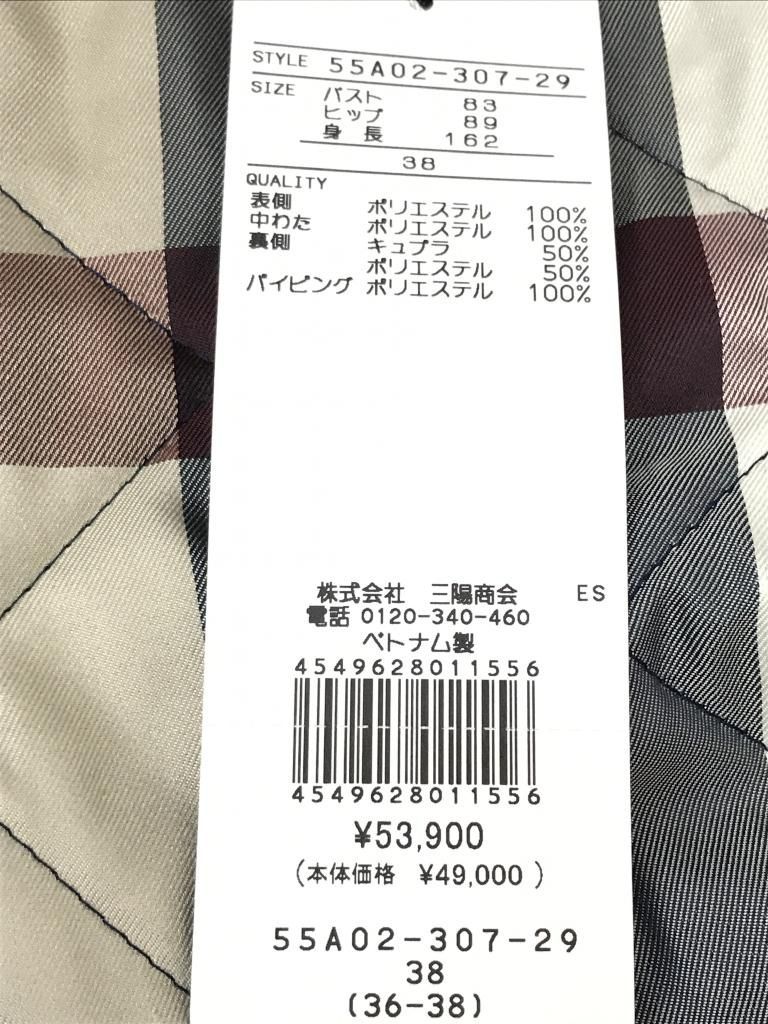 STYLE 55A02-307-29
SIZE バスト 83
ヒップ 89
身 長 162
38
QUALITY
表側 ポリエステル 100%
中わた ポリエステル 100%
裏側 キュプラ 50%
ポリエステル 50%
パイピング ポリエステル 100%
株式会社 三陽商会 ES
電話 0120-340-460
ベトナム製
4549628011556
4549628011556
¥53,900
(本体価格 ¥49,000 )
55A02-307-29
38
(36-38)